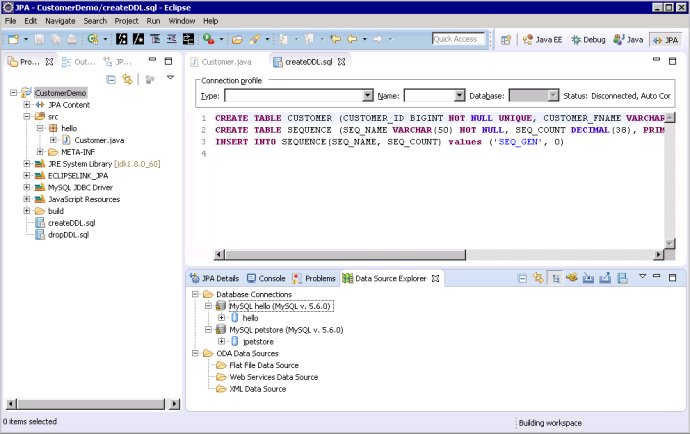 JPA - CustomerDemo/createDDL.sql - Eclipse
File Edit Navigate Search Project Run Window Help
Quick Access
Java EE Debug Java JPA
Pro... Out... JP...
CustomerDemo
JPA Content
src
hello
Customer.java
META-INF
JRE System Library [jdk1.8.0_60]
ECLIPSELINK_JPA
MySQL JDBC Driver
JavaScript Resources
build
createDDL.sql
dropDDL.sql
Customer.java createDDL.sql
Connection profile
Type: Name: Database: Status: Disconnected, Auto Cor
1 CREATE TABLE CUSTOMER (CUSTOMER_ID BIGINT NOT NULL UNIQUE, CUSTOMER_FNAME VARCHAR
2 CREATE TABLE SEQUENCE (SEQ_NAME VARCHAR(50) NOT NULL, SEQ_COUNT DECIMAL(38), PRIM
3 INSERT INTO SEQUENCE(SEQ_NAME, SEQ_COUNT) values ('SEQ_GEN', 0)
4
JPA Details Console Problems Data Source Explorer
Database Connections
MySQL hello (MySQL v. 5.6.0)
hello
MySQL petstore (MySQL v. 5.6.0)
jpetstore
ODA Data Sources
Flat File Data Source
Web Services Data Source
XML Data Source
0 items selected
Building workspace